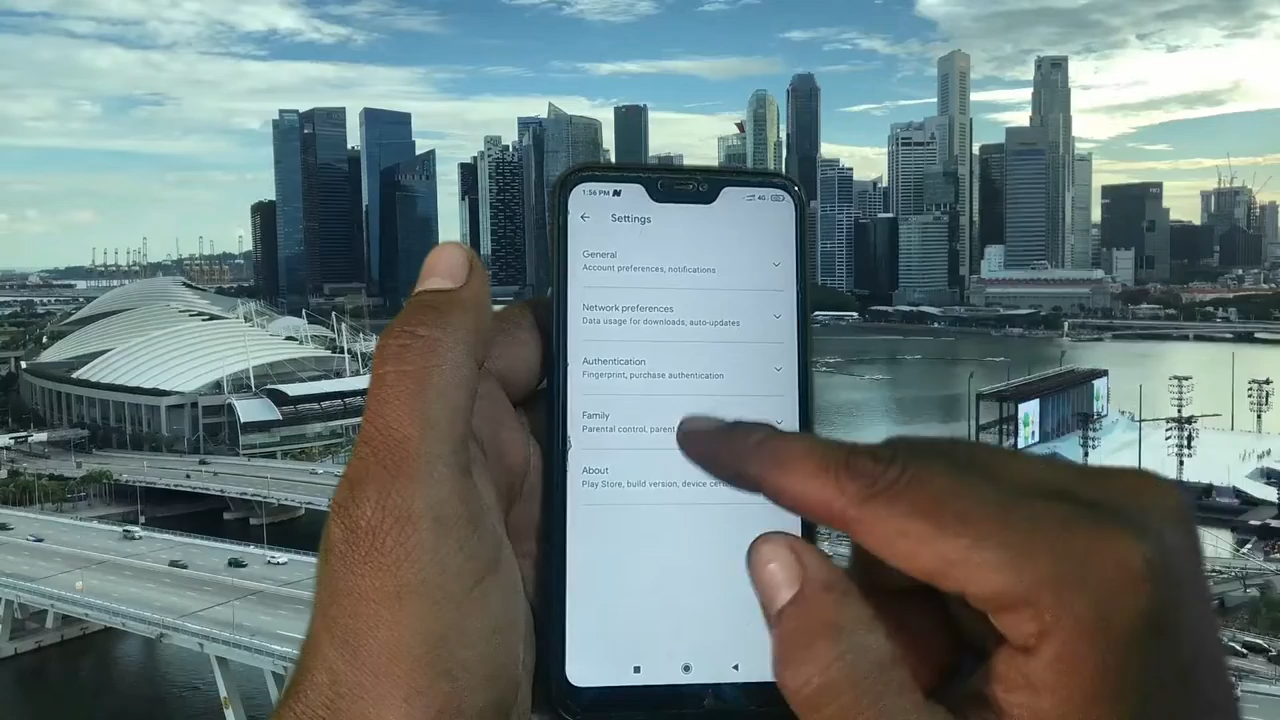 1:56 PM
4G
Settings
General
Account preferences, notifications
Network preferences
Data usage for downloads, auto-updates
Authentication
Fingerprint, purchase authentication
Family
Parental control, parent
About
Play Store, build version, device